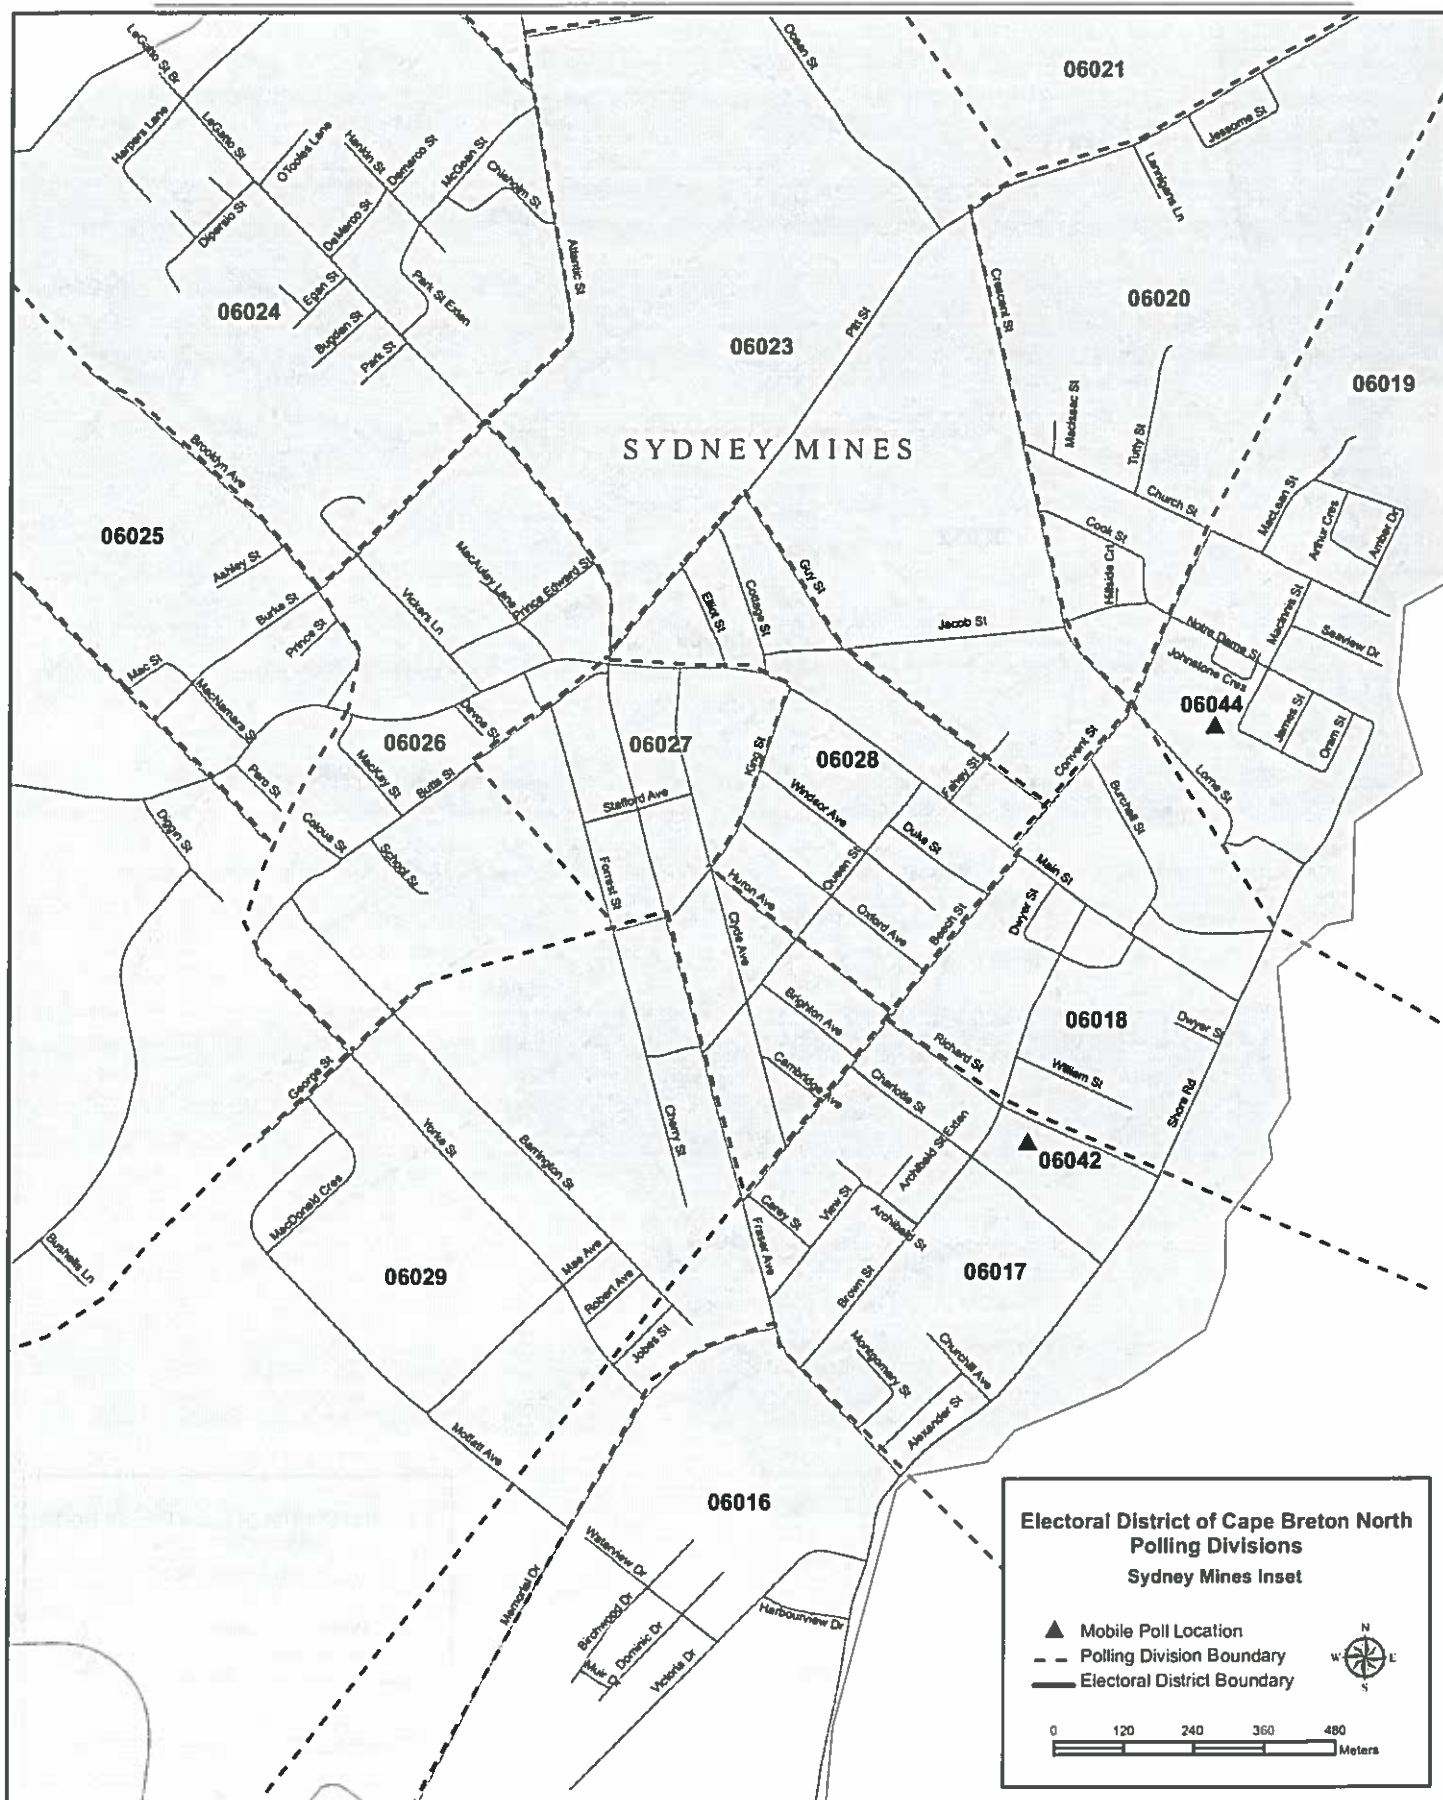 LeGatto St Br
Ocean St
06021
Jessome St
Harpers Lane
LeGatto St
OTooles Lane
Hankin St
Demarco St
McGean St
Chisholm St
Lannigans Ln
Dipersio St
DeMarco St
Atlantic St
Egan St
Park St Exten
06024
Bugden St
Park St
Crescent St
06020
Pitt St
06023
06019
MacIssac St
Tutty St
SYDNEY MINES
Brooklyn Ave
Church St
MacLean St
Arthur Cres
Amber Dr
06025
Cook St
Hillside Crt
Ashley St
MacAuley Lane
Prince Edward St
Guy St
Elliot St
Cottage St
Burke St
Prince St
Vickers Ln
Jacob St
MacInnis St
Notre Dame St
Seaview Dr
Johnstone Cres
Mac St
MacNamara St
06044
Devoe St
06026
06027
King St
06028
James St
Oram St
MacKay St
Butts St
Convent St
Fahey St
Lorne St
Pero St
Stafford Ave
Windsor Ave
Burchell St
Diggin St
Colous St
School St
Duke St
Queen St
Main St
Forrest St
Huron Ave
Dwyer St
Oxford Ave
Beech St
Clyde Ave
Brighton Ave
06018
Dwyer St
Richard St
William St
George St
Cambridge Ave
Charlotte St
Shore Rd
Yorke St
Barrington St
Cherry St
Archibald St Exten
06042
MacDonald Cres
Carey St
View St
Archibald St
Fraser Ave
Bushells Ln
Mae Ave
06029
Robert Ave
06017
Brown St
Jobes St
Montgomery St
Churchill Ave
Alexander St
Moffatt Ave
06016
Waterview Dr
Memorial Dr
Birchwood Dr
Dominic Dr
Muir
Harbourview Dr
Victoria Dr
Electoral District of Cape Breton North
Polling Divisions
Sydney Mines Inset
Mobile Poll Location
Polling Division Boundary
Electoral District Boundary
N
W E
S
0 120 240 360 480
Meters